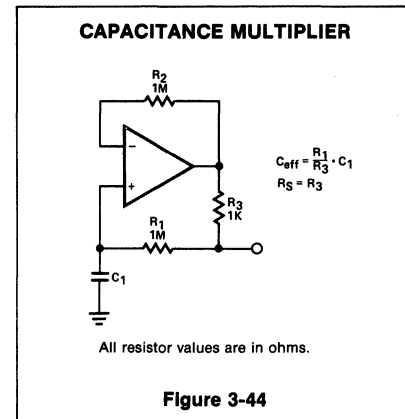 CAPACITANCE MULTIPLIER
R2
1M
−
+
Ceff = R1/R3 · C1
RS = R3
R3
1K
R1
1M
C1
All resistor values are in ohms.
Figure 3-44